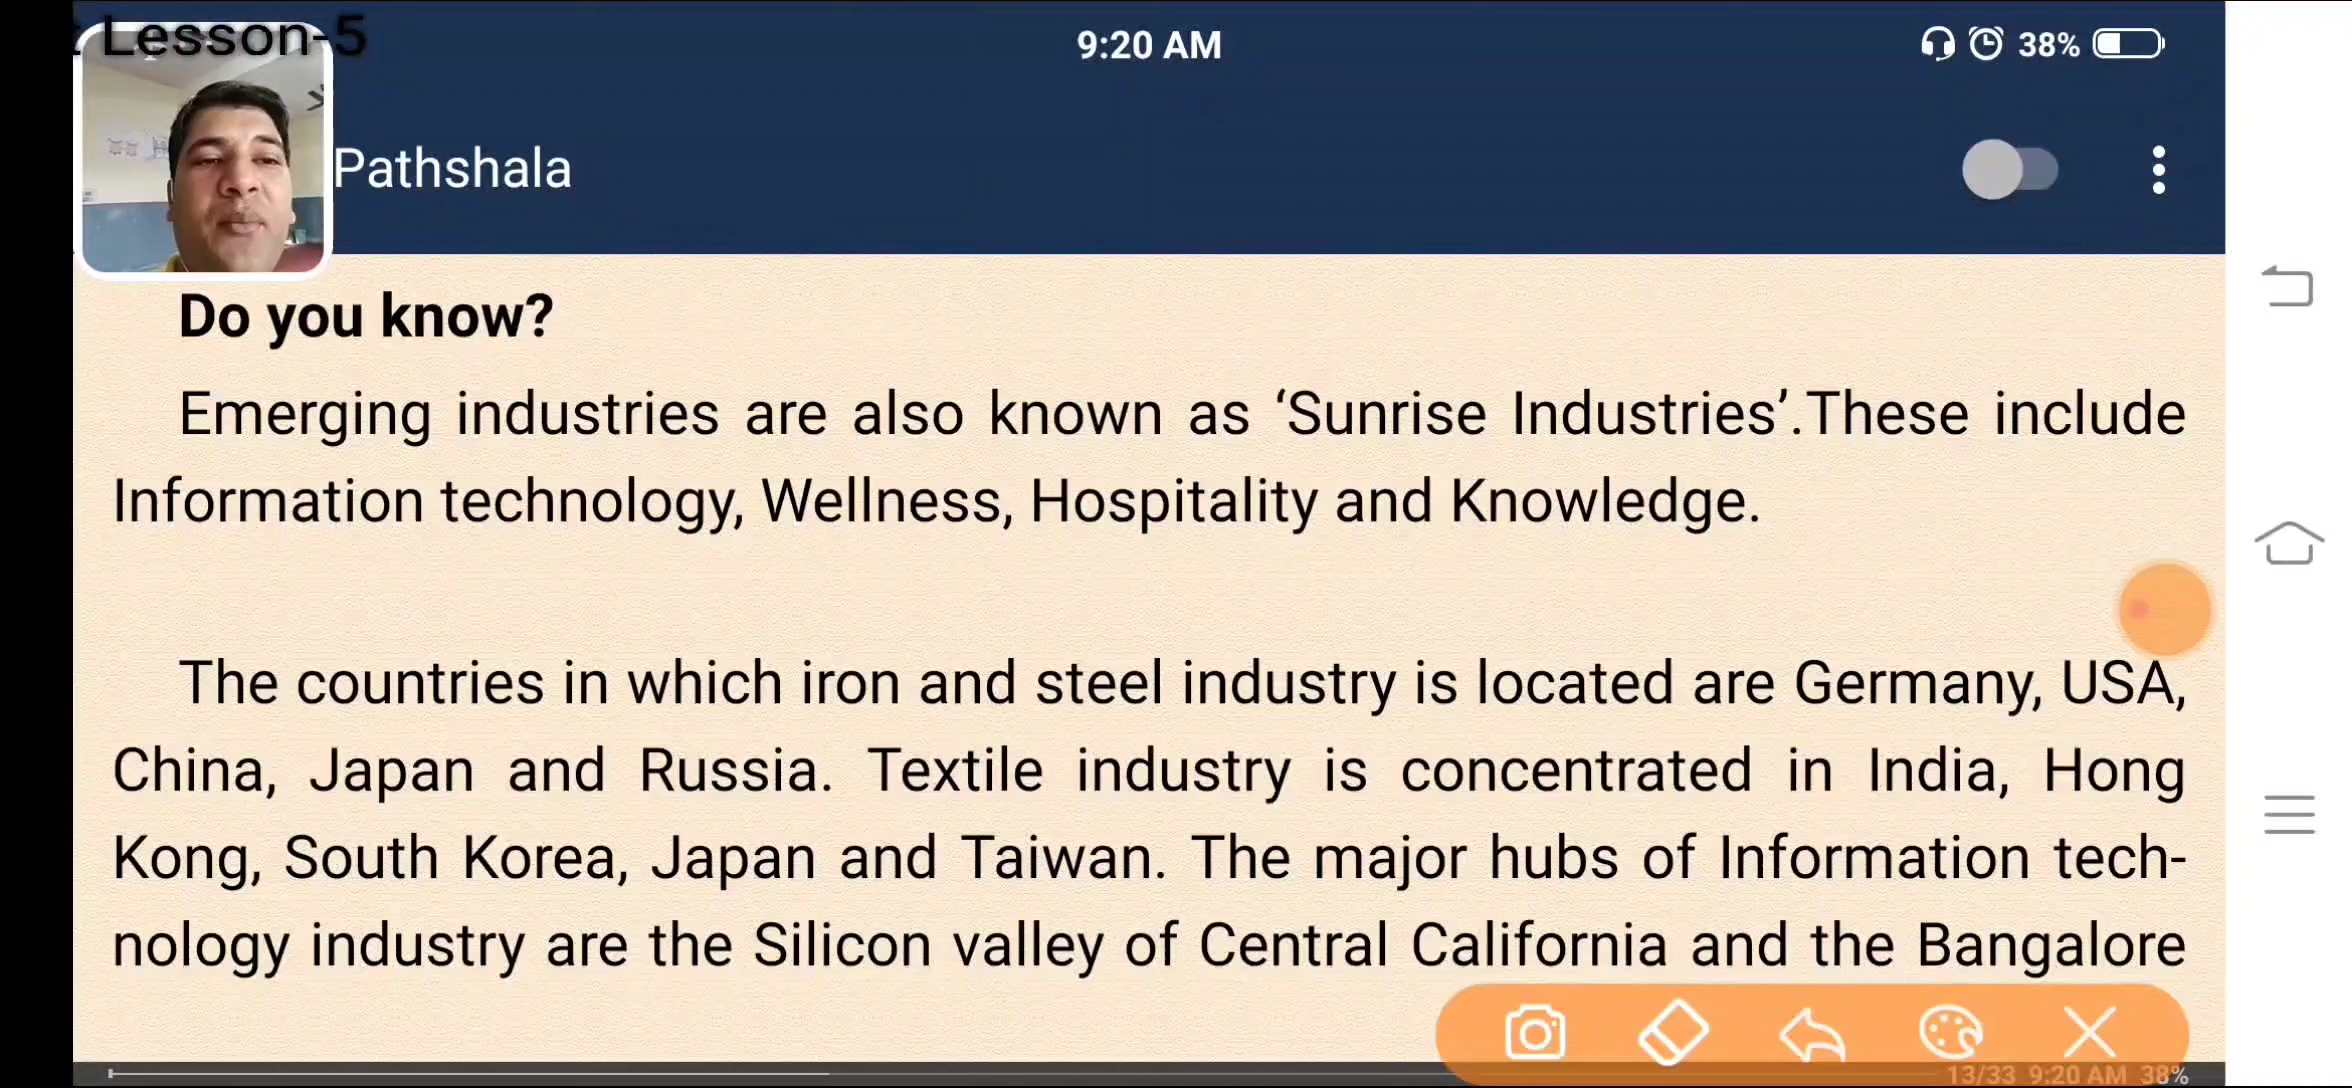 Lesson-5
9:20 AM
38%
Pathshala
Do you know?
Emerging industries are also known as ‘Sunrise Industries’.These include
Information technology, Wellness, Hospitality and Knowledge.
The countries in which iron and steel industry is located are Germany, USA,
China, Japan and Russia. Textile industry is concentrated in India, Hong
Kong, South Korea, Japan and Taiwan. The major hubs of Information tech-
nology industry are the Silicon valley of Central California and the Bangalore
13/33 9:20 AM 38%